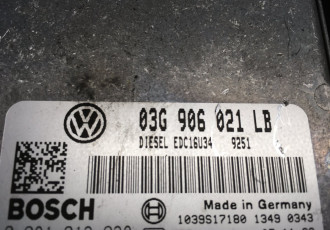 03G 906 021 LB
DIESEL EDC16U34 9251
BOSCH
Made in Germany
1039S17180 1349 0343